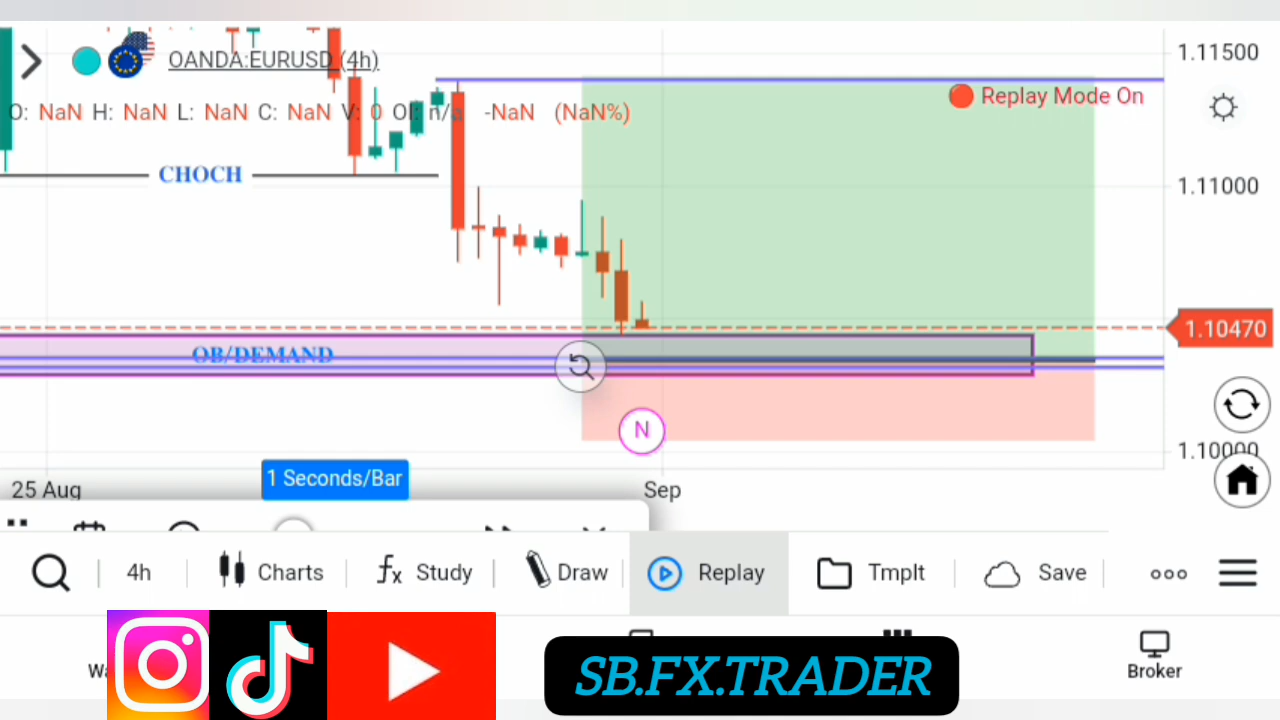 OANDA:EURUSD (4h)
1.11500
Replay Mode On
O: NaN H: NaN L: NaN C: NaN V: 0 OI: n/a -NaN (NaN%)
CHOCH
1.11000
1.10470
OB/DEMAND
N
1.10000
1 Seconds/Bar
25 Aug
Sep
4h
Charts
fx Study
Draw
Replay
Tmplt
Save
SB.FX.TRADER
Broker